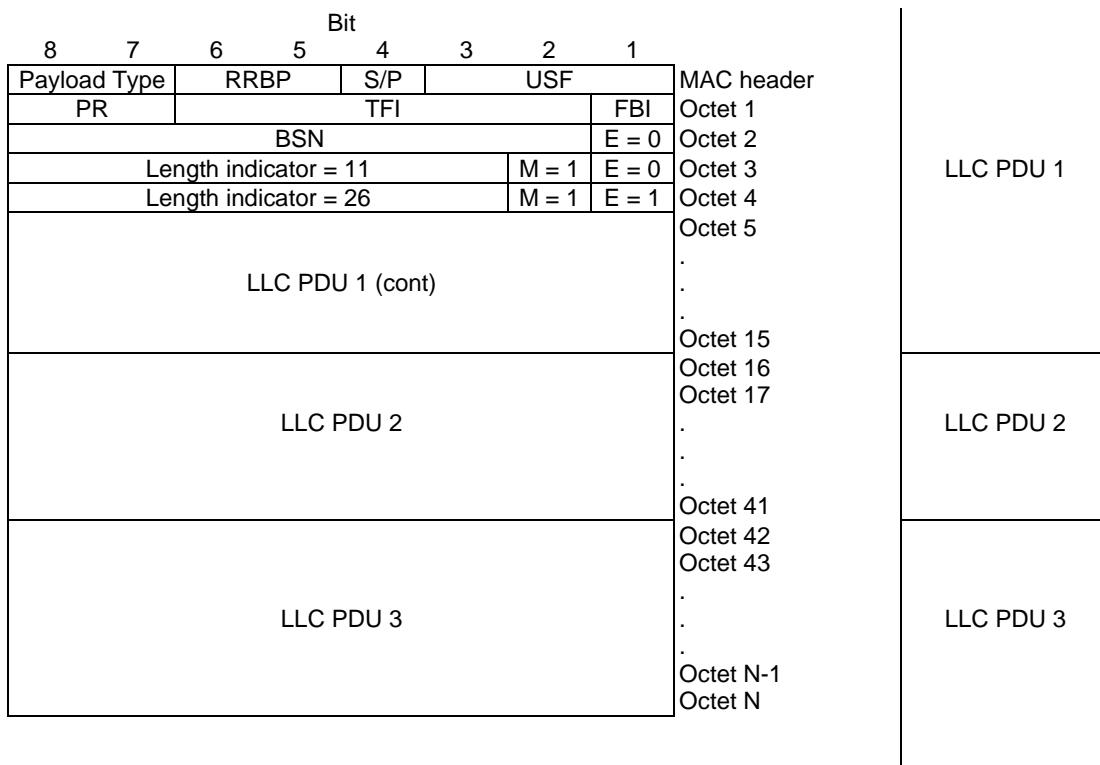 Bit
8 7 6 5 4 3 2 1
Payload Type RRBP S/P USF MAC header
PR TFI FBI Octet 1
BSN E = 0 Octet 2
Length indicator = 11 M = 1 E = 0 Octet 3
Length indicator = 26 M = 1 E = 1 Octet 4
LLC PDU 1
Octet 5
.
LLC PDU 1 (cont) .
.
Octet 15
Octet 16
Octet 17
LLC PDU 2 . LLC PDU 2
.
.
Octet 41
Octet 42
Octet 43
.
LLC PDU 3 . LLC PDU 3
.
Octet N-1
Octet N